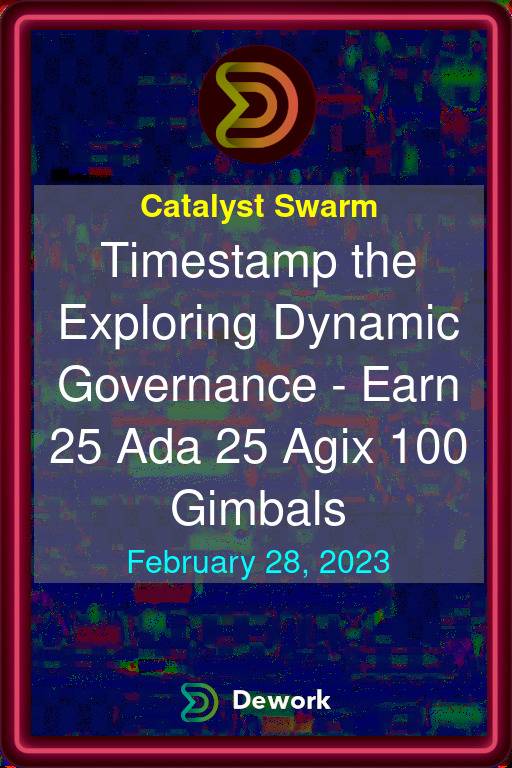 Catalyst Swarm
Timestamp the
Exploring Dynamic
Governance - Earn
25 Ada 25 Agix 100
Gimbals
February 28, 2023
Dework